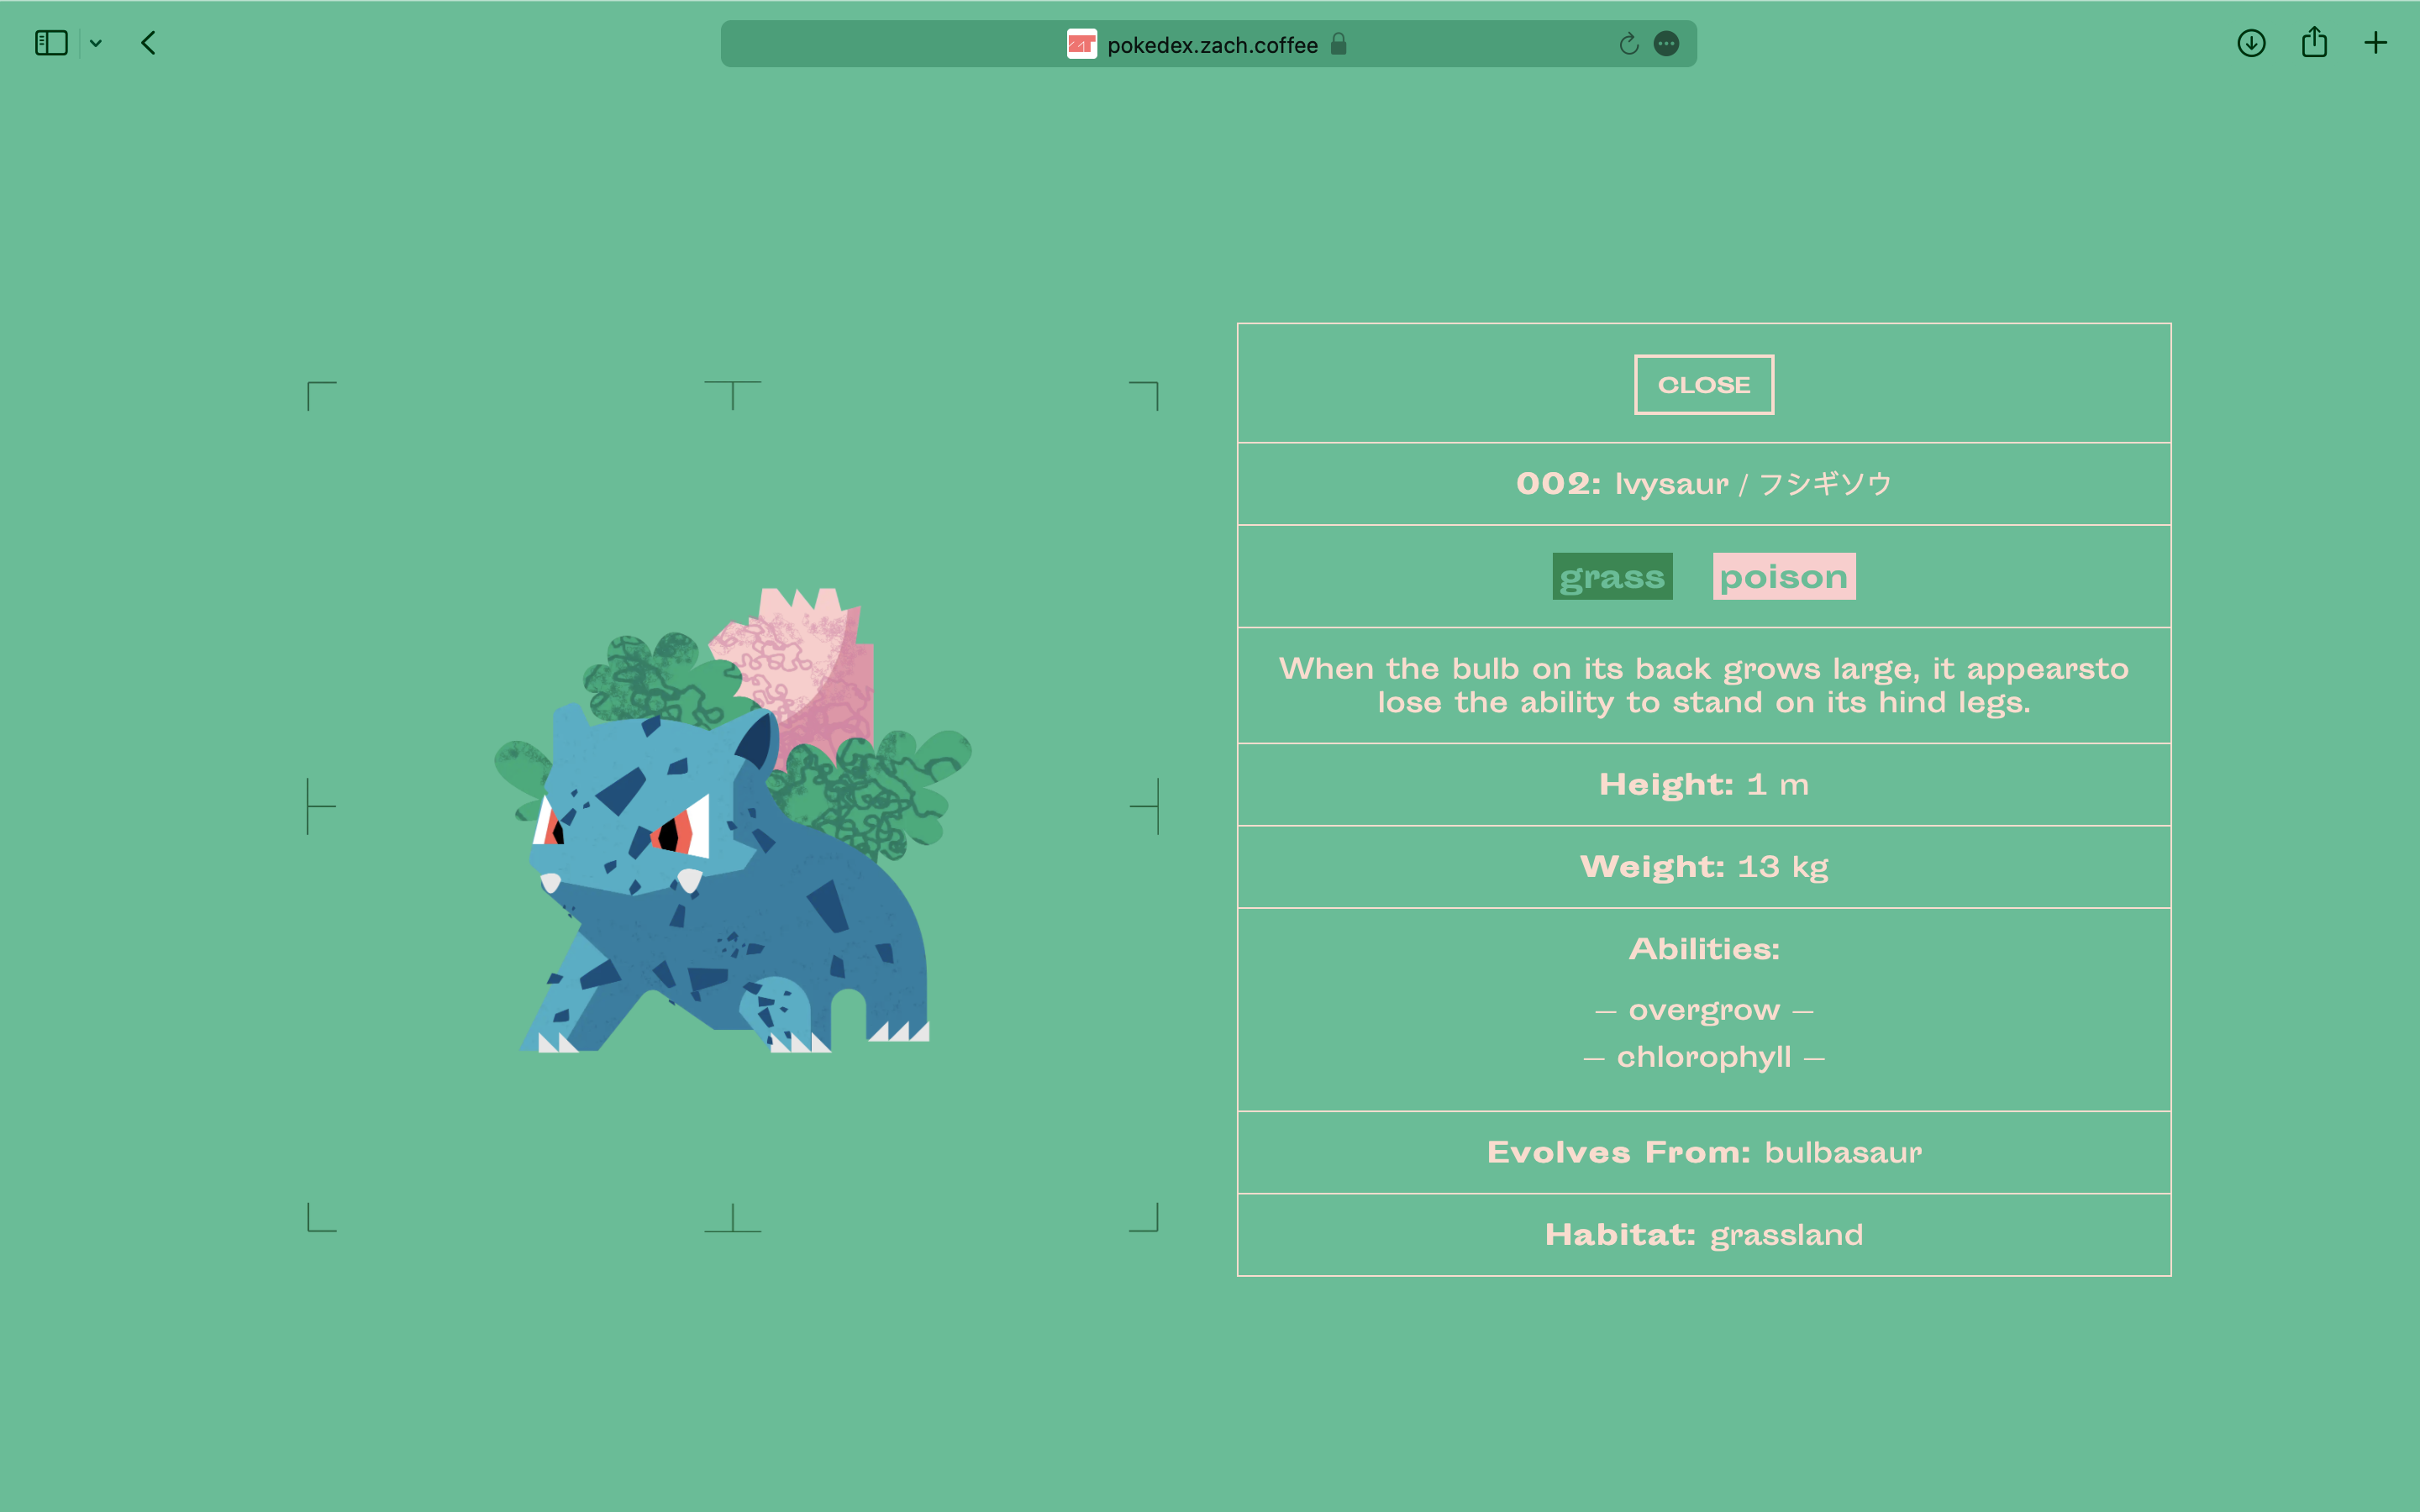 pokedex.zach.coffee
CLOSE
002: Ivysaur / フシギソウ
grass poison
When the bulb on its back grows large, it appearsto
lose the ability to stand on its hind legs.
Height: 1 m
Weight: 13 kg
Abilities:
— overgrow —
— chlorophyll —
Evolves From: bulbasaur
Habitat: grassland